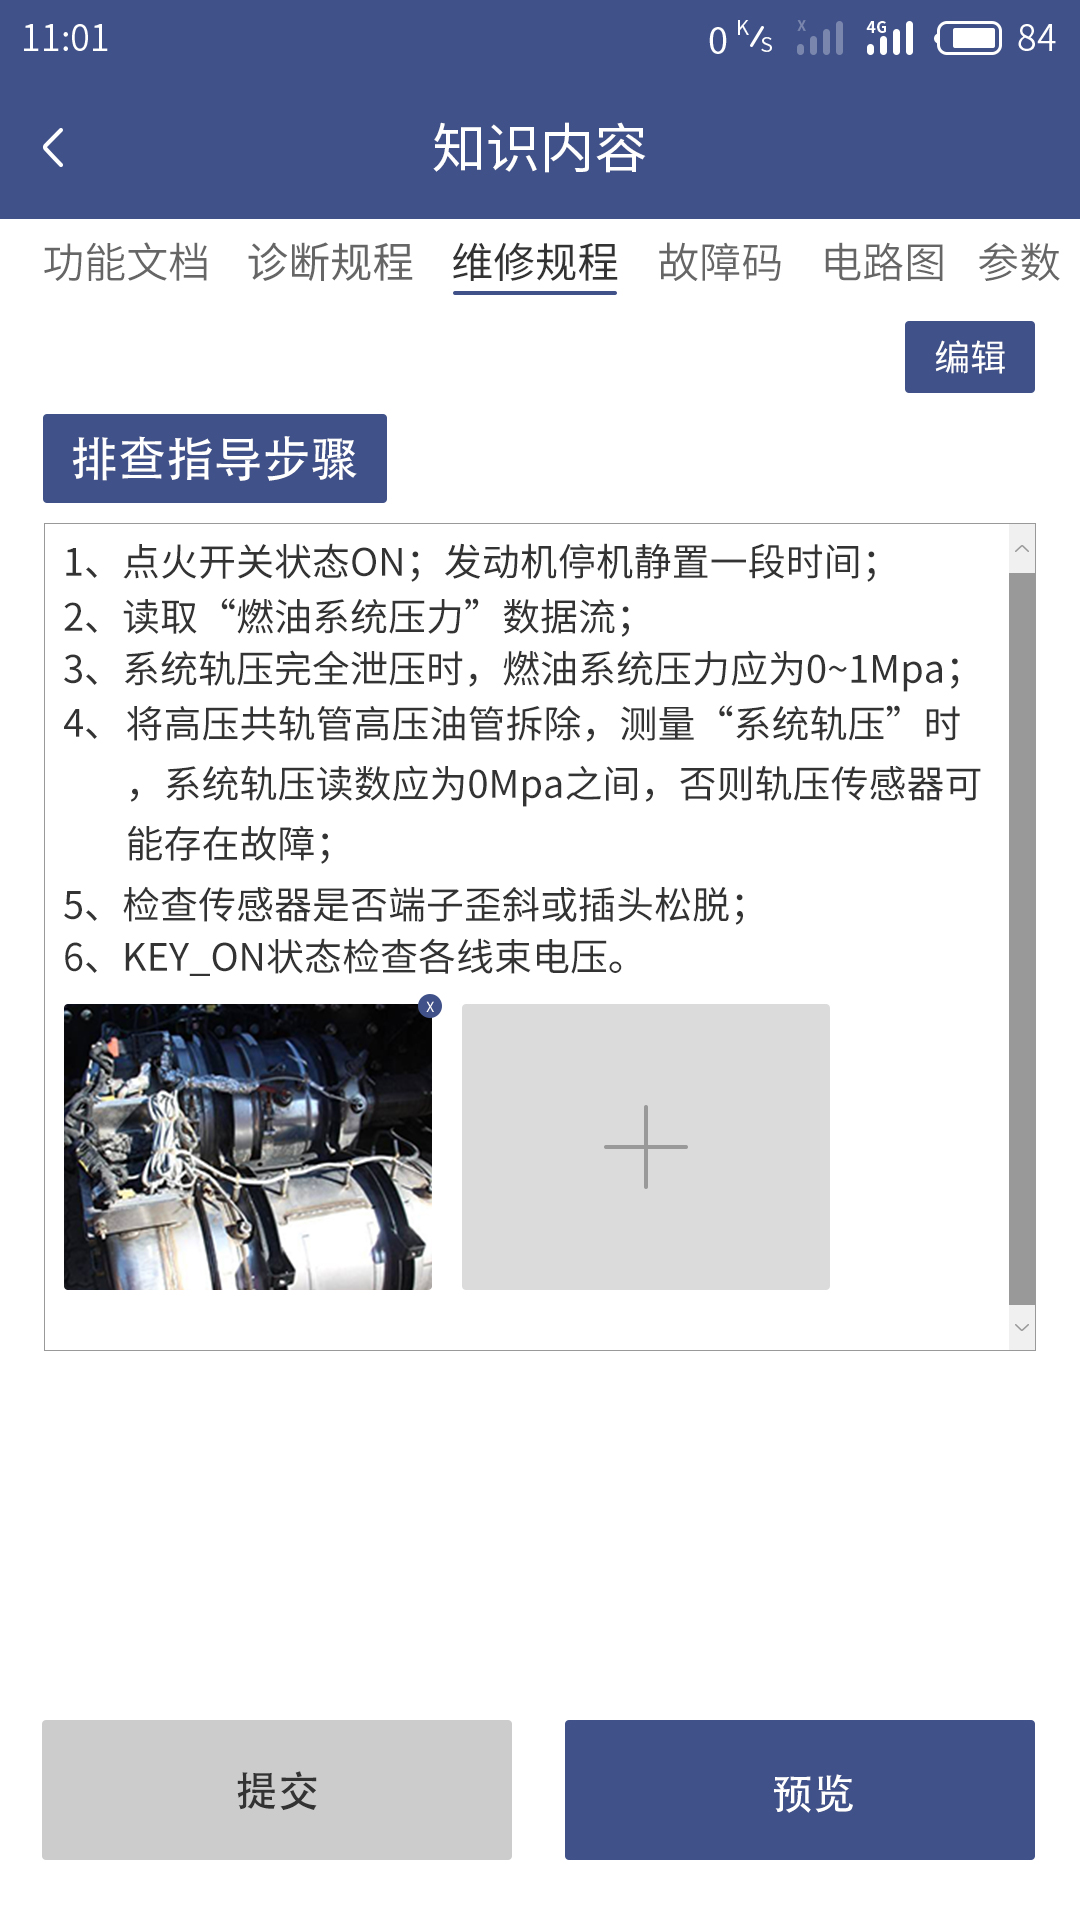 11:01 0 K/S X 4G 84
知识内容
功能文档 诊断规程 维修规程 故障码 电路图 参数
编辑
排查指导步骤
1、点火开关状态ON；发动机停机静置一段时间；
2、读取“燃油系统压力”数据流；
3、系统轨压完全泄压时，燃油系统压力应为0~1Mpa；
4、将高压共轨管高压油管拆除，测量“系统轨压”时
，系统轨压读数应为0Mpa之间，否则轨压传感器可
能存在故障；
5、检查传感器是否端子歪斜或插头松脱；
6、KEY_ON状态检查各线束电压。
X
提交 预览